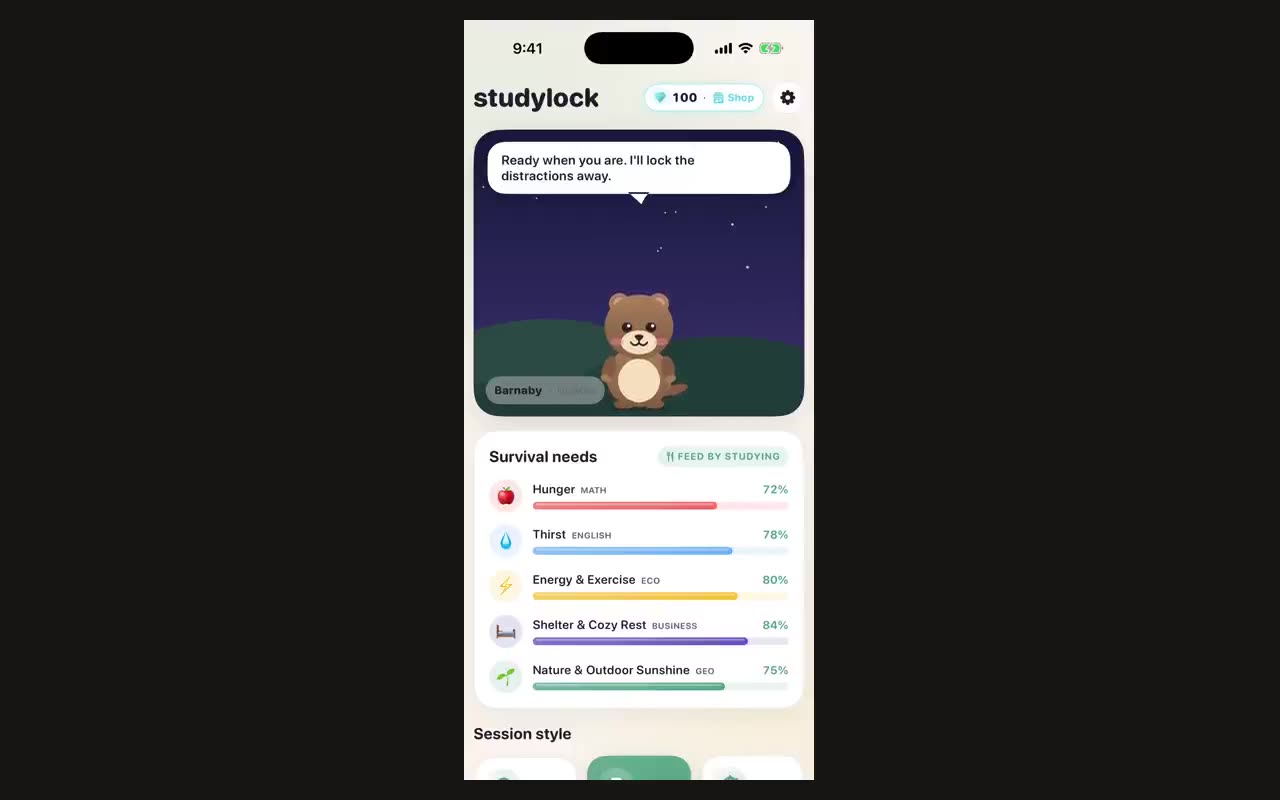 9:41
studylock
100 · Shop
Ready when you are. I'll lock the
distractions away.
Barnaby
Survival needs
FEED BY STUDYING
Hunger MATH 72%
Thirst ENGLISH 78%
Energy & Exercise ECO 80%
Shelter & Cozy Rest BUSINESS 84%
Nature & Outdoor Sunshine GEO 75%
Session style